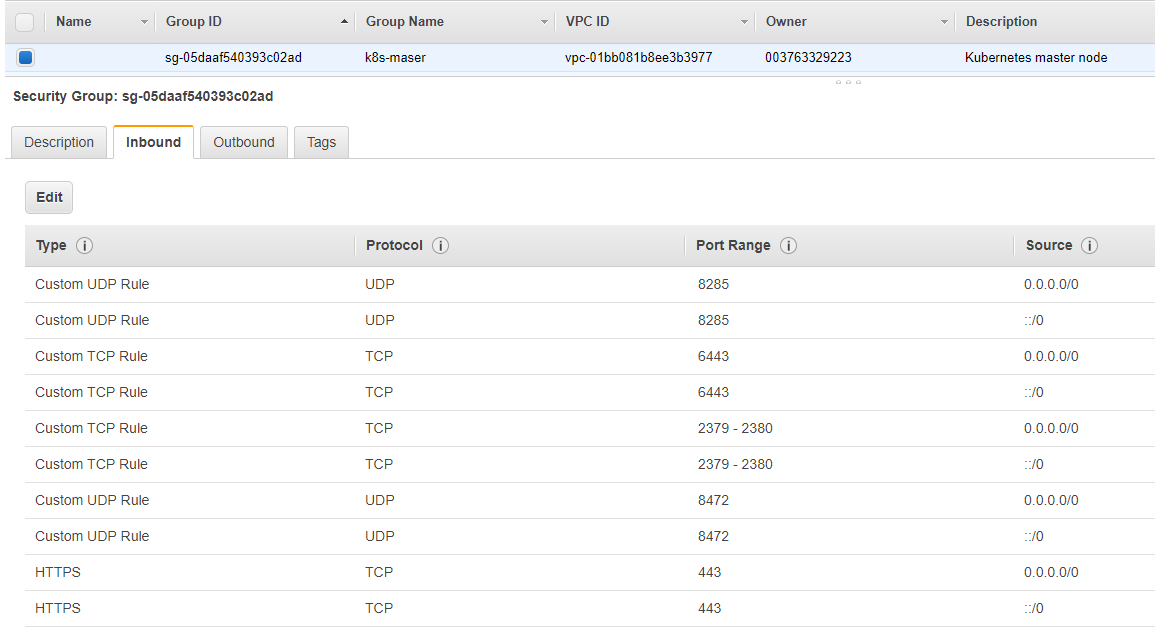 Name Group ID Group Name VPC ID Owner Description
sg-05daaf540393c02ad k8s-maser vpc-01bb081b8ee3b3977 003763329223 Kubernetes master node
Security Group: sg-05daaf540393c02ad
Description Inbound Outbound Tags
Edit
Type Protocol Port Range Source
Custom UDP Rule UDP 8285 0.0.0.0/0
Custom UDP Rule UDP 8285 ::/0
Custom TCP Rule TCP 6443 0.0.0.0/0
Custom TCP Rule TCP 6443 ::/0
Custom TCP Rule TCP 2379 - 2380 0.0.0.0/0
Custom TCP Rule TCP 2379 - 2380 ::/0
Custom UDP Rule UDP 8472 0.0.0.0/0
Custom UDP Rule UDP 8472 ::/0
HTTPS TCP 443 0.0.0.0/0
HTTPS TCP 443 ::/0